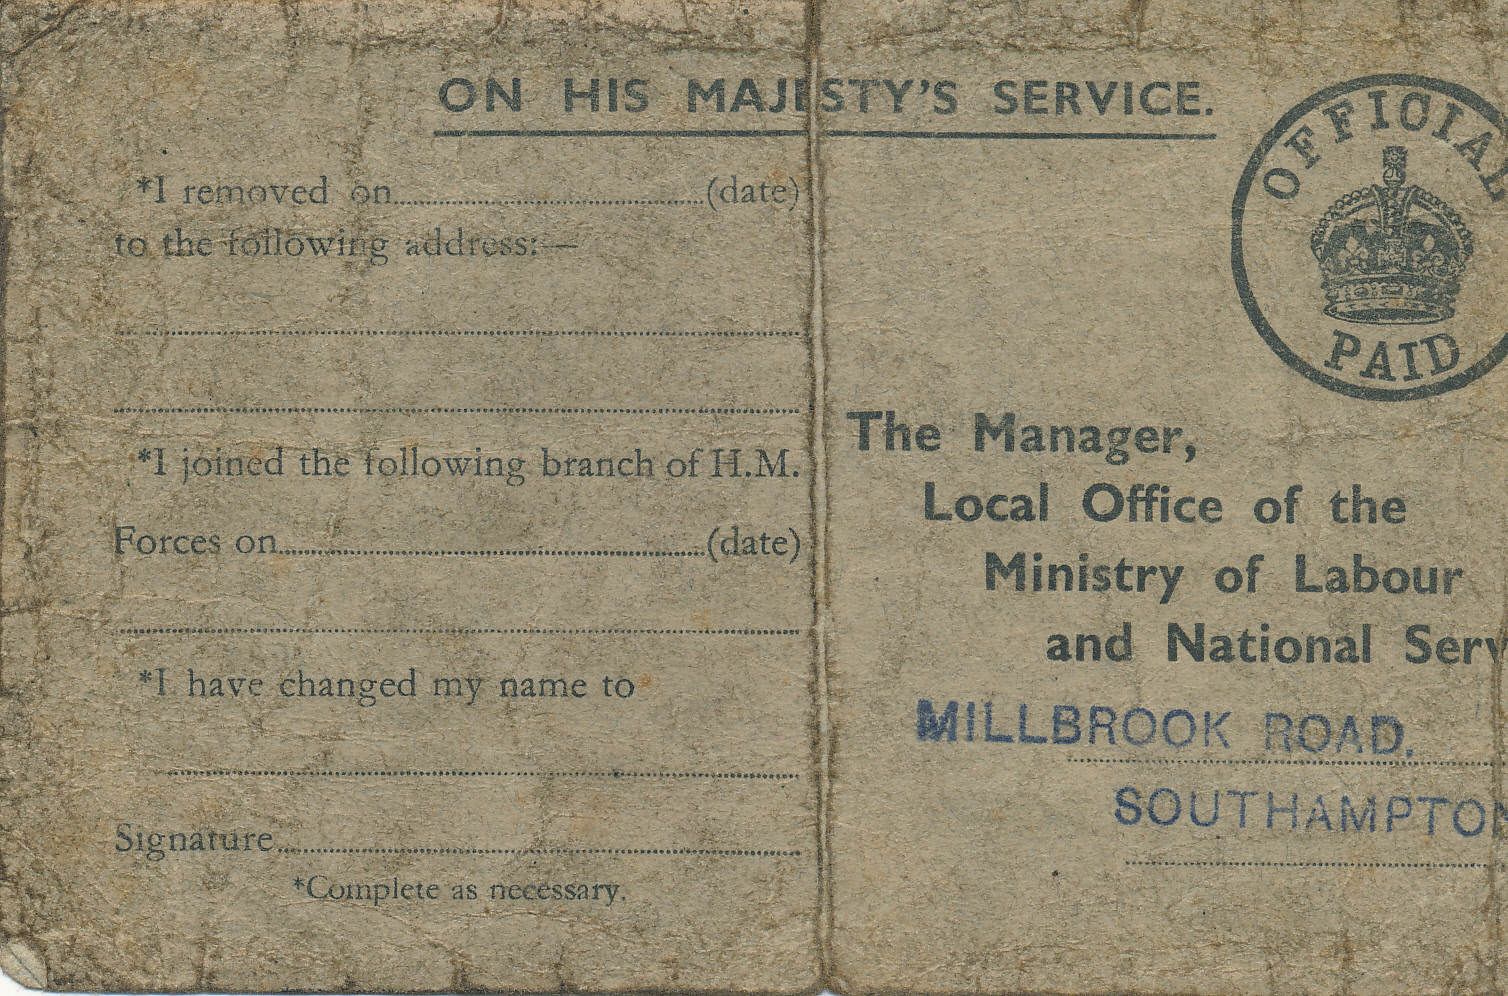 ON HIS MAJESTY'S SERVICE.
*I removed on (date)
to the following address:—
*I joined the following branch of H.M.
Forces on (date)
*I have changed my name to
Signature
*Complete as necessary.
OFFICIAL
PAID
The Manager,
Local Office of the
Ministry of Labour
and National Serv
MILLBROOK ROAD.
SOUTHAMPTON